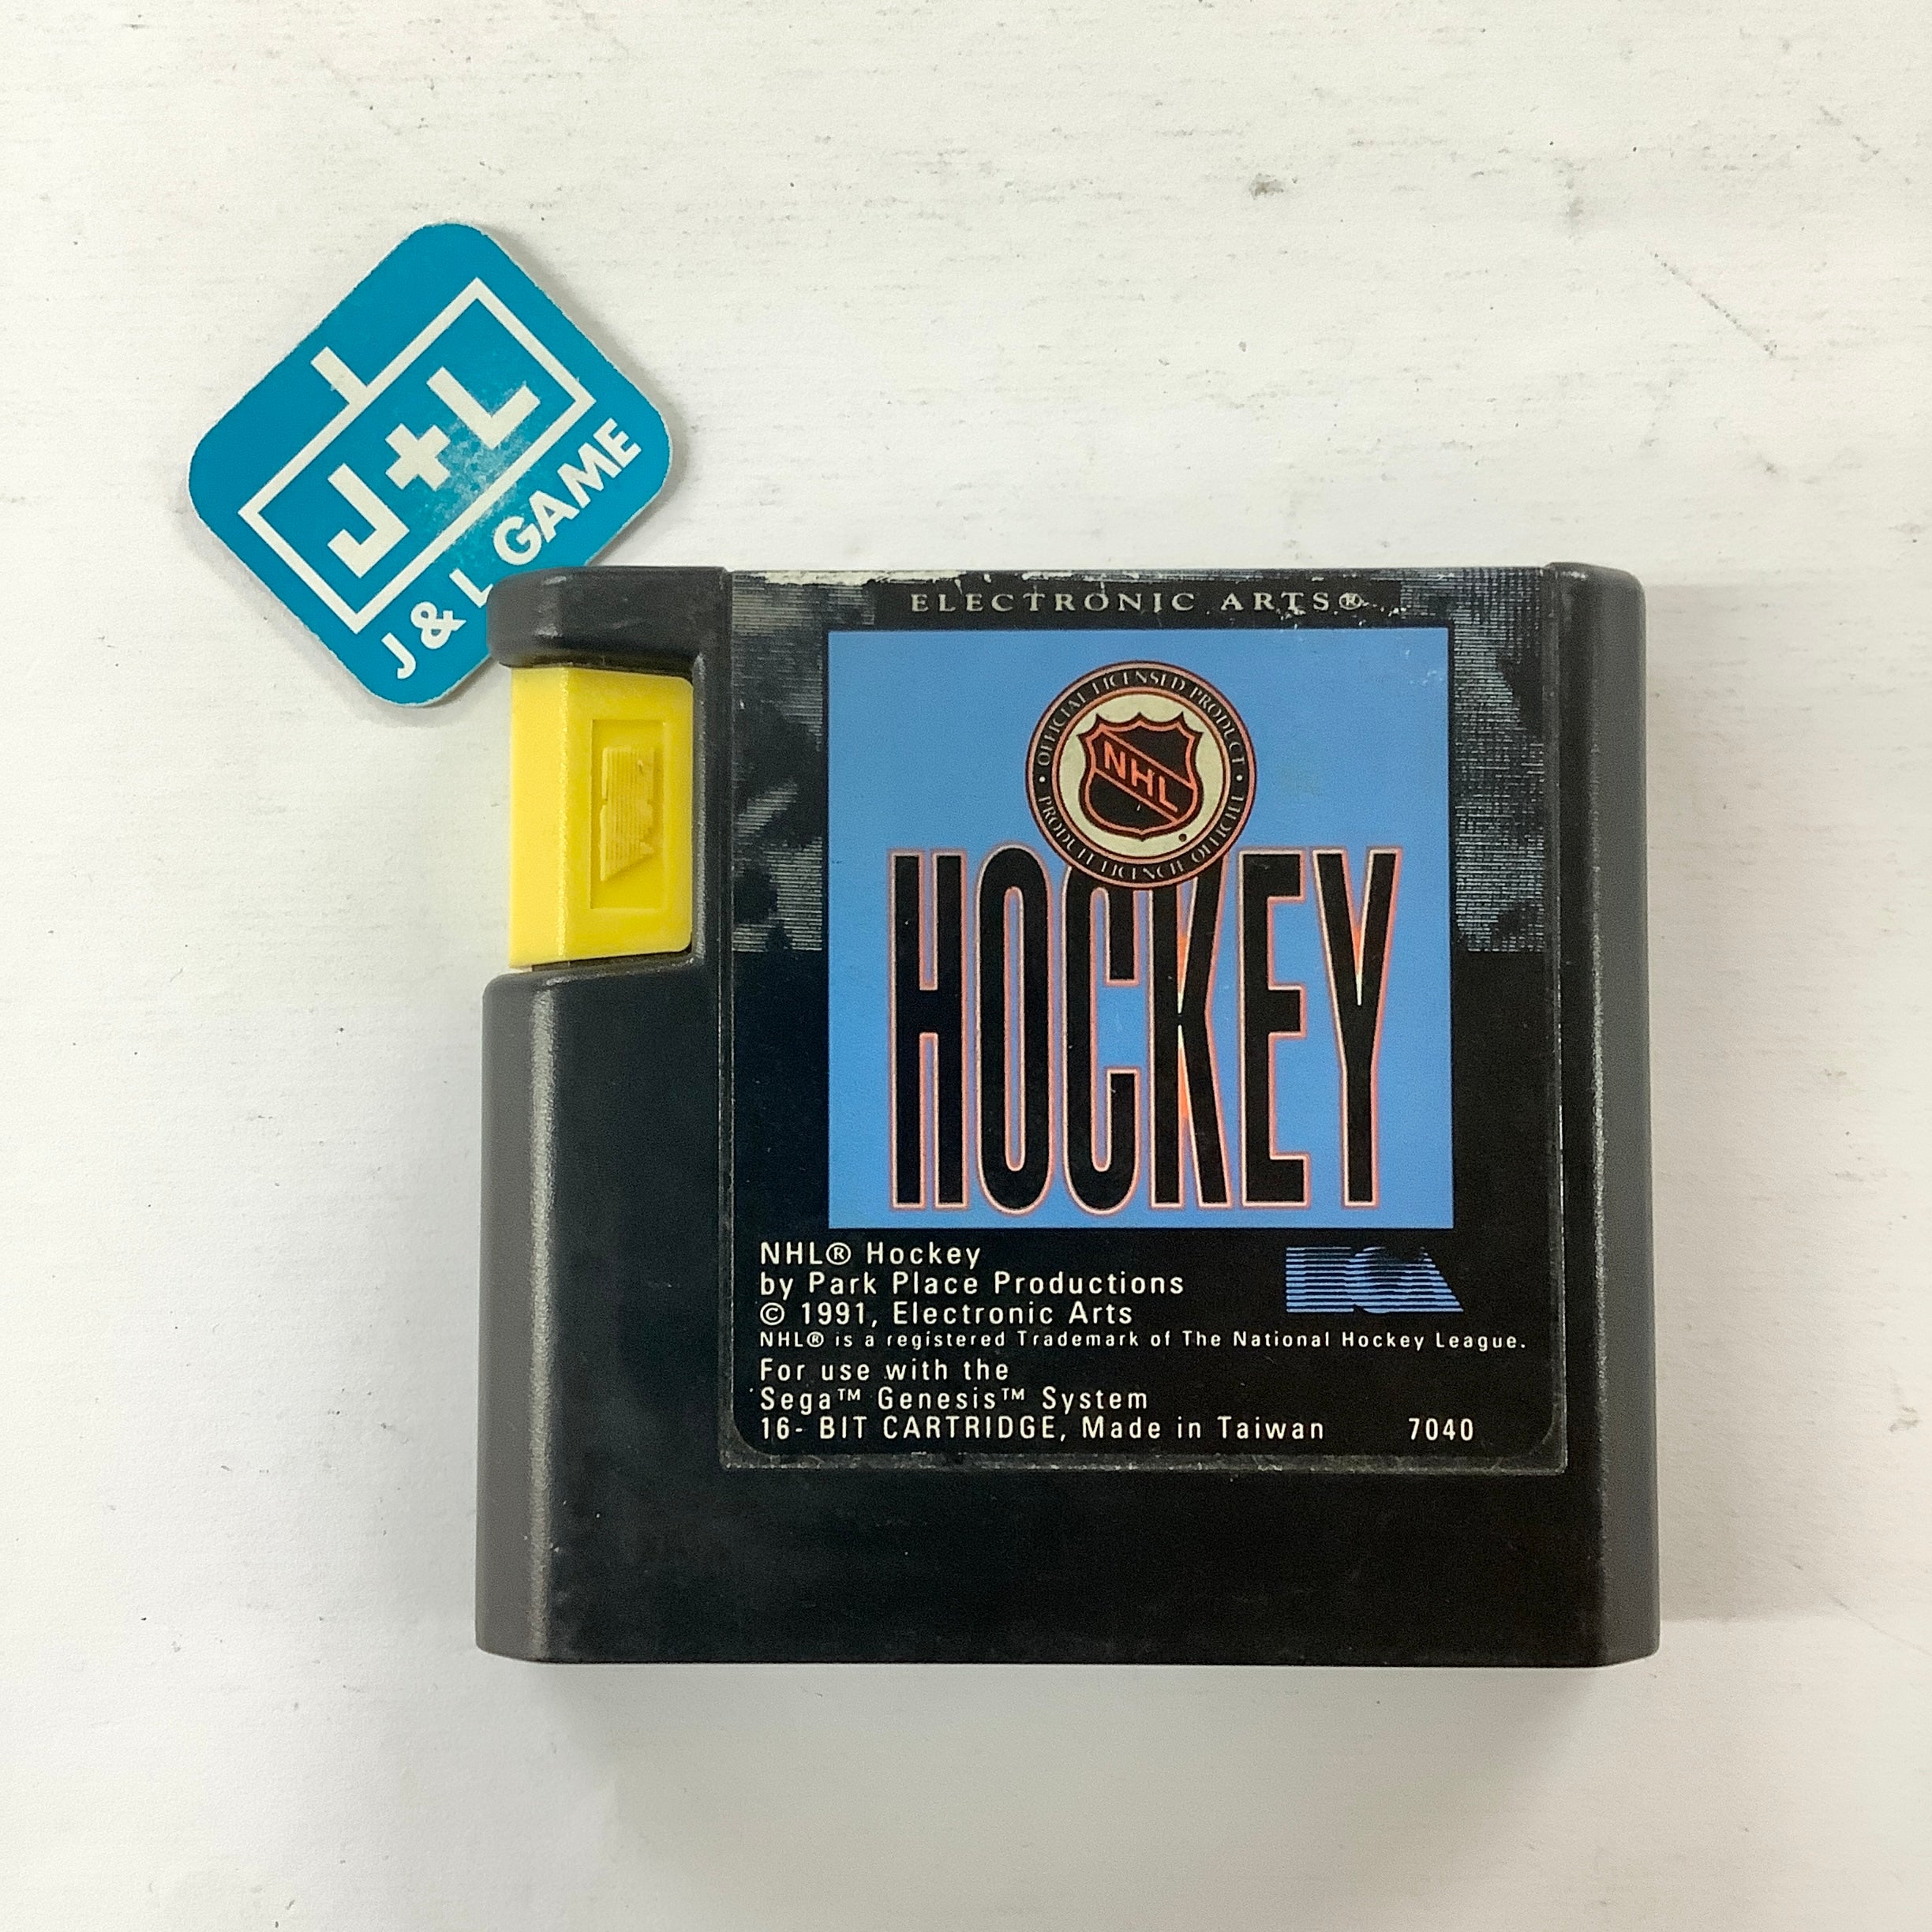 J+L
J & L GAME
ELECTRONIC ARTS®
• OFFICIAL LICENSED PRODUCT •
NHL
PRODUIT LICENCIE OFFICIEL
HOCKEY
NHL® Hockey
by Park Place Productions
© 1991, Electronic Arts
NHL® is a registered Trademark of The National Hockey League.
EA
For use with the
Sega™ Genesis™ System
16- BIT CARTRIDGE, Made in Taiwan 7040